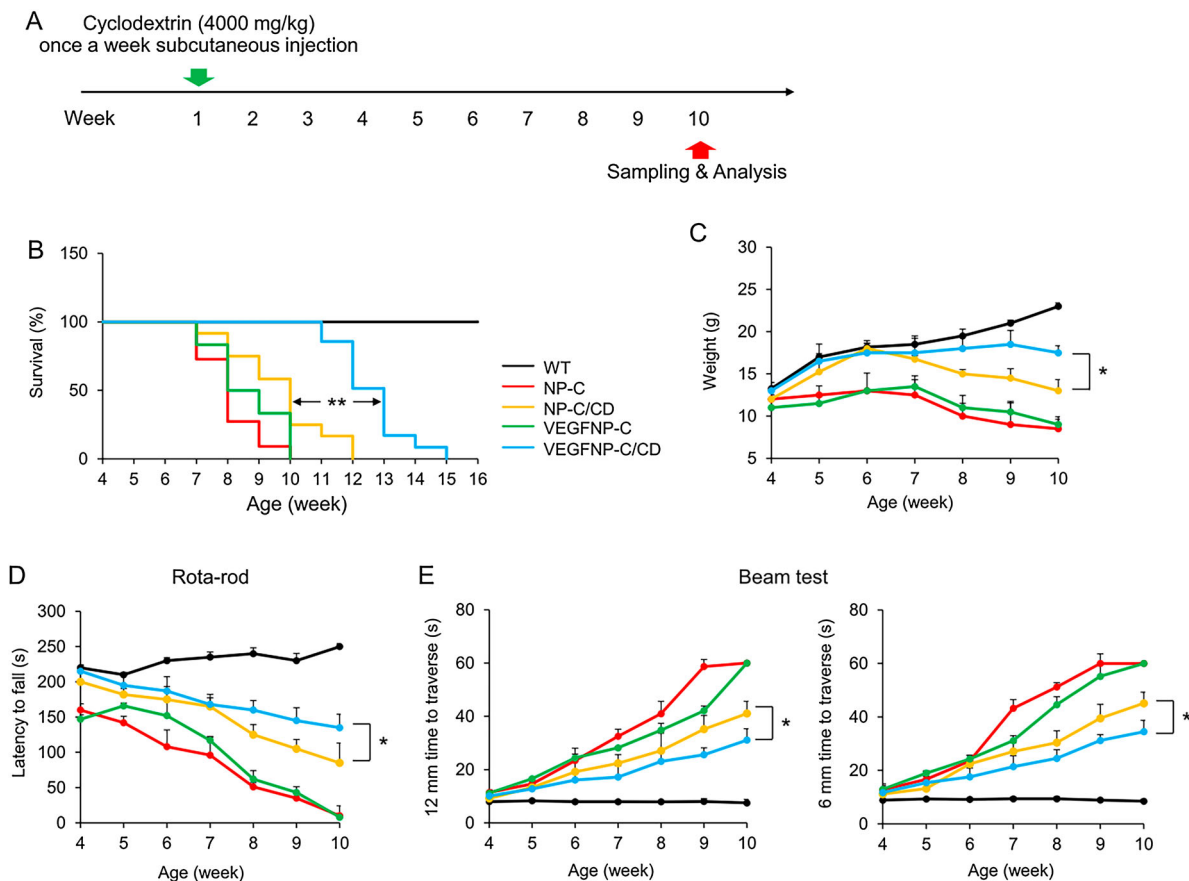 A
Cyclodextrin (4000 mg/kg)
once a week subcutaneous injection
Week 1 2 3 4 5 6 7 8 9 10
Sampling & Analysis
B
Survival (%)
150
100
50
0
**
4 5 6 7 8 9 10 11 12 13 14 15 16
Age (week)
WT
NP-C
NP-C/CD
VEGFNP-C
VEGFNP-C/CD
C
Weight (g)
30
25
20
15
10
5
*
4 5 6 7 8 9 10
Age (week)
D
Rota-rod
Latency to fall (s)
300
250
200
150
100
50
0
*
4 5 6 7 8 9 10
Age (week)
E
Beam test
12 mm time to traverse (s)
80
60
40
20
0
*
4 5 6 7 8 9 10
Age (week)
6 mm time to traverse (s)
80
60
40
20
0
*
4 5 6 7 8 9 10
Age (week)